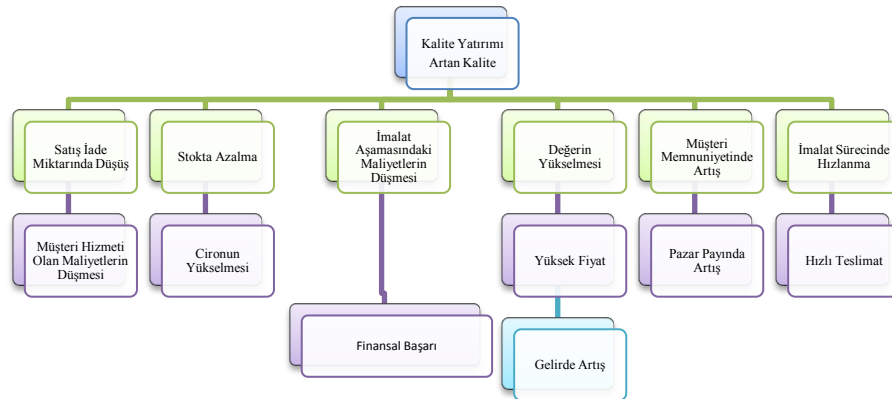 Kalite Yatırımı
Artan Kalite
Satış İade
Miktarında Düşüş
Stokta Azalma
İmalat
Aşamasındaki
Maliyetlerin
Düşmesi
Değerin
Yükselmesi
Müşteri
Memnuniyetinde
Artış
İmalat Sürecinde
Hızlanma
Müşteri Hizmeti
Olan Maliyetlerin
Düşmesi
Cironun
Yükselmesi
Yüksek Fiyat
Pazar Payında
Artış
Hızlı Teslimat
Finansal Başarı
Gelirde Artış